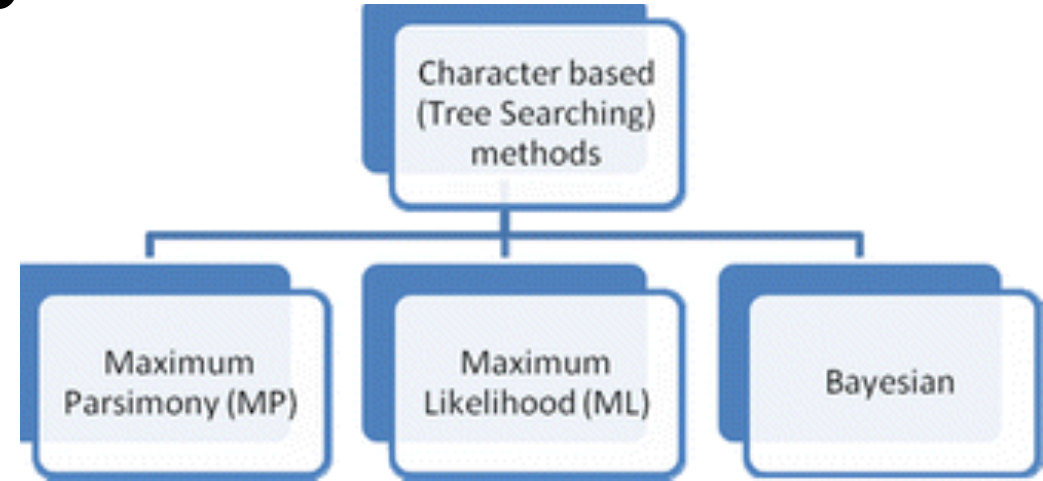 Character based
(Tree Searching)
methods
Maximum
Parsimony (MP)
Maximum
Likelihood (ML)
Bayesian